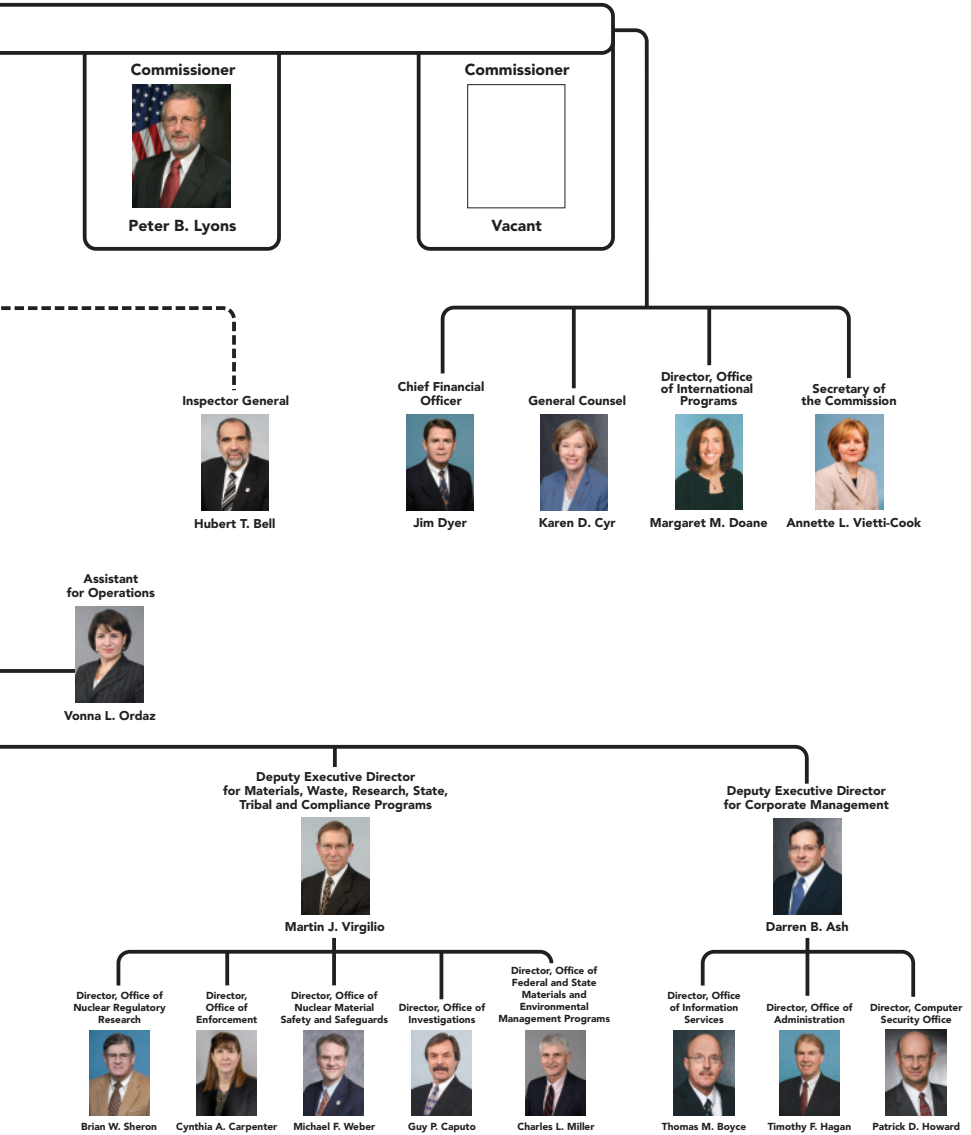 Commissioner
Peter B. Lyons
Commissioner
Vacant
Inspector General
Hubert T. Bell
Chief Financial
Officer
Jim Dyer
General Counsel
Karen D. Cyr
Director, Office
of International
Programs
Margaret M. Doane
Secretary of
the Commission
Annette L. Vietti-Cook
Assistant
for Operations
Vonna L. Ordaz
Deputy Executive Director
for Materials, Waste, Research, State,
Tribal and Compliance Programs
Martin J. Virgilio
Deputy Executive Director
for Corporate Management
Darren B. Ash
Director, Office of
Nuclear Regulatory
Research
Brian W. Sheron
Director,
Office of
Enforcement
Cynthia A. Carpenter
Director, Office of
Nuclear Material
Safety and Safeguards
Michael F. Weber
Director, Office of
Investigations
Guy P. Caputo
Director, Office of
Federal and State
Materials and
Environmental
Management Programs
Charles L. Miller
Director, Office
of Information
Services
Thomas M. Boyce
Director, Office of
Administration
Timothy F. Hagan
Director, Computer
Security Office
Patrick D. Howard